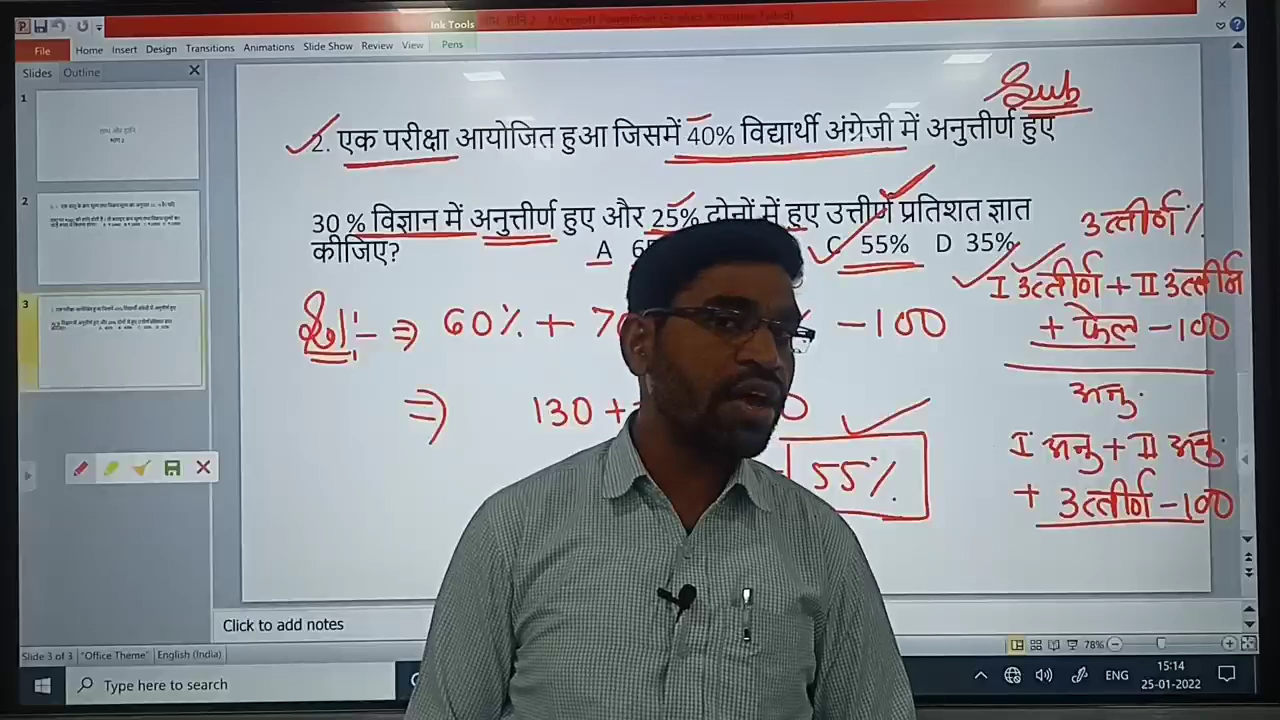 Ink Tools
File Home Insert Design Transitions Animations Slide Show Review View Pens
Slides Outline
1
2
3
Sub
2. एक परीक्षा आयोजित हुआ जिसमें 40% विद्यार्थी अंग्रेजी में अनुत्तीर्ण हुए
30 % विज्ञान में अनुत्तीर्ण हुए और 25% दोनों में हुए उत्तीर्ण प्रतिशत ज्ञात
कीजिए?
A C 55% D 35%
उत्तीर्ण %
I उत्तीर्ण + II उत्तीर्ण
+ फेल - 100
⇒ 60% + - 100
⇒ 130 +
55%
अनु.
I अनु + II अनु.
+ उत्तीर्ण - 100
Click to add notes
Slide 3 of 3 "Office Theme" English (India) 78%
Type here to search
ENG 15:14
25-01-2022